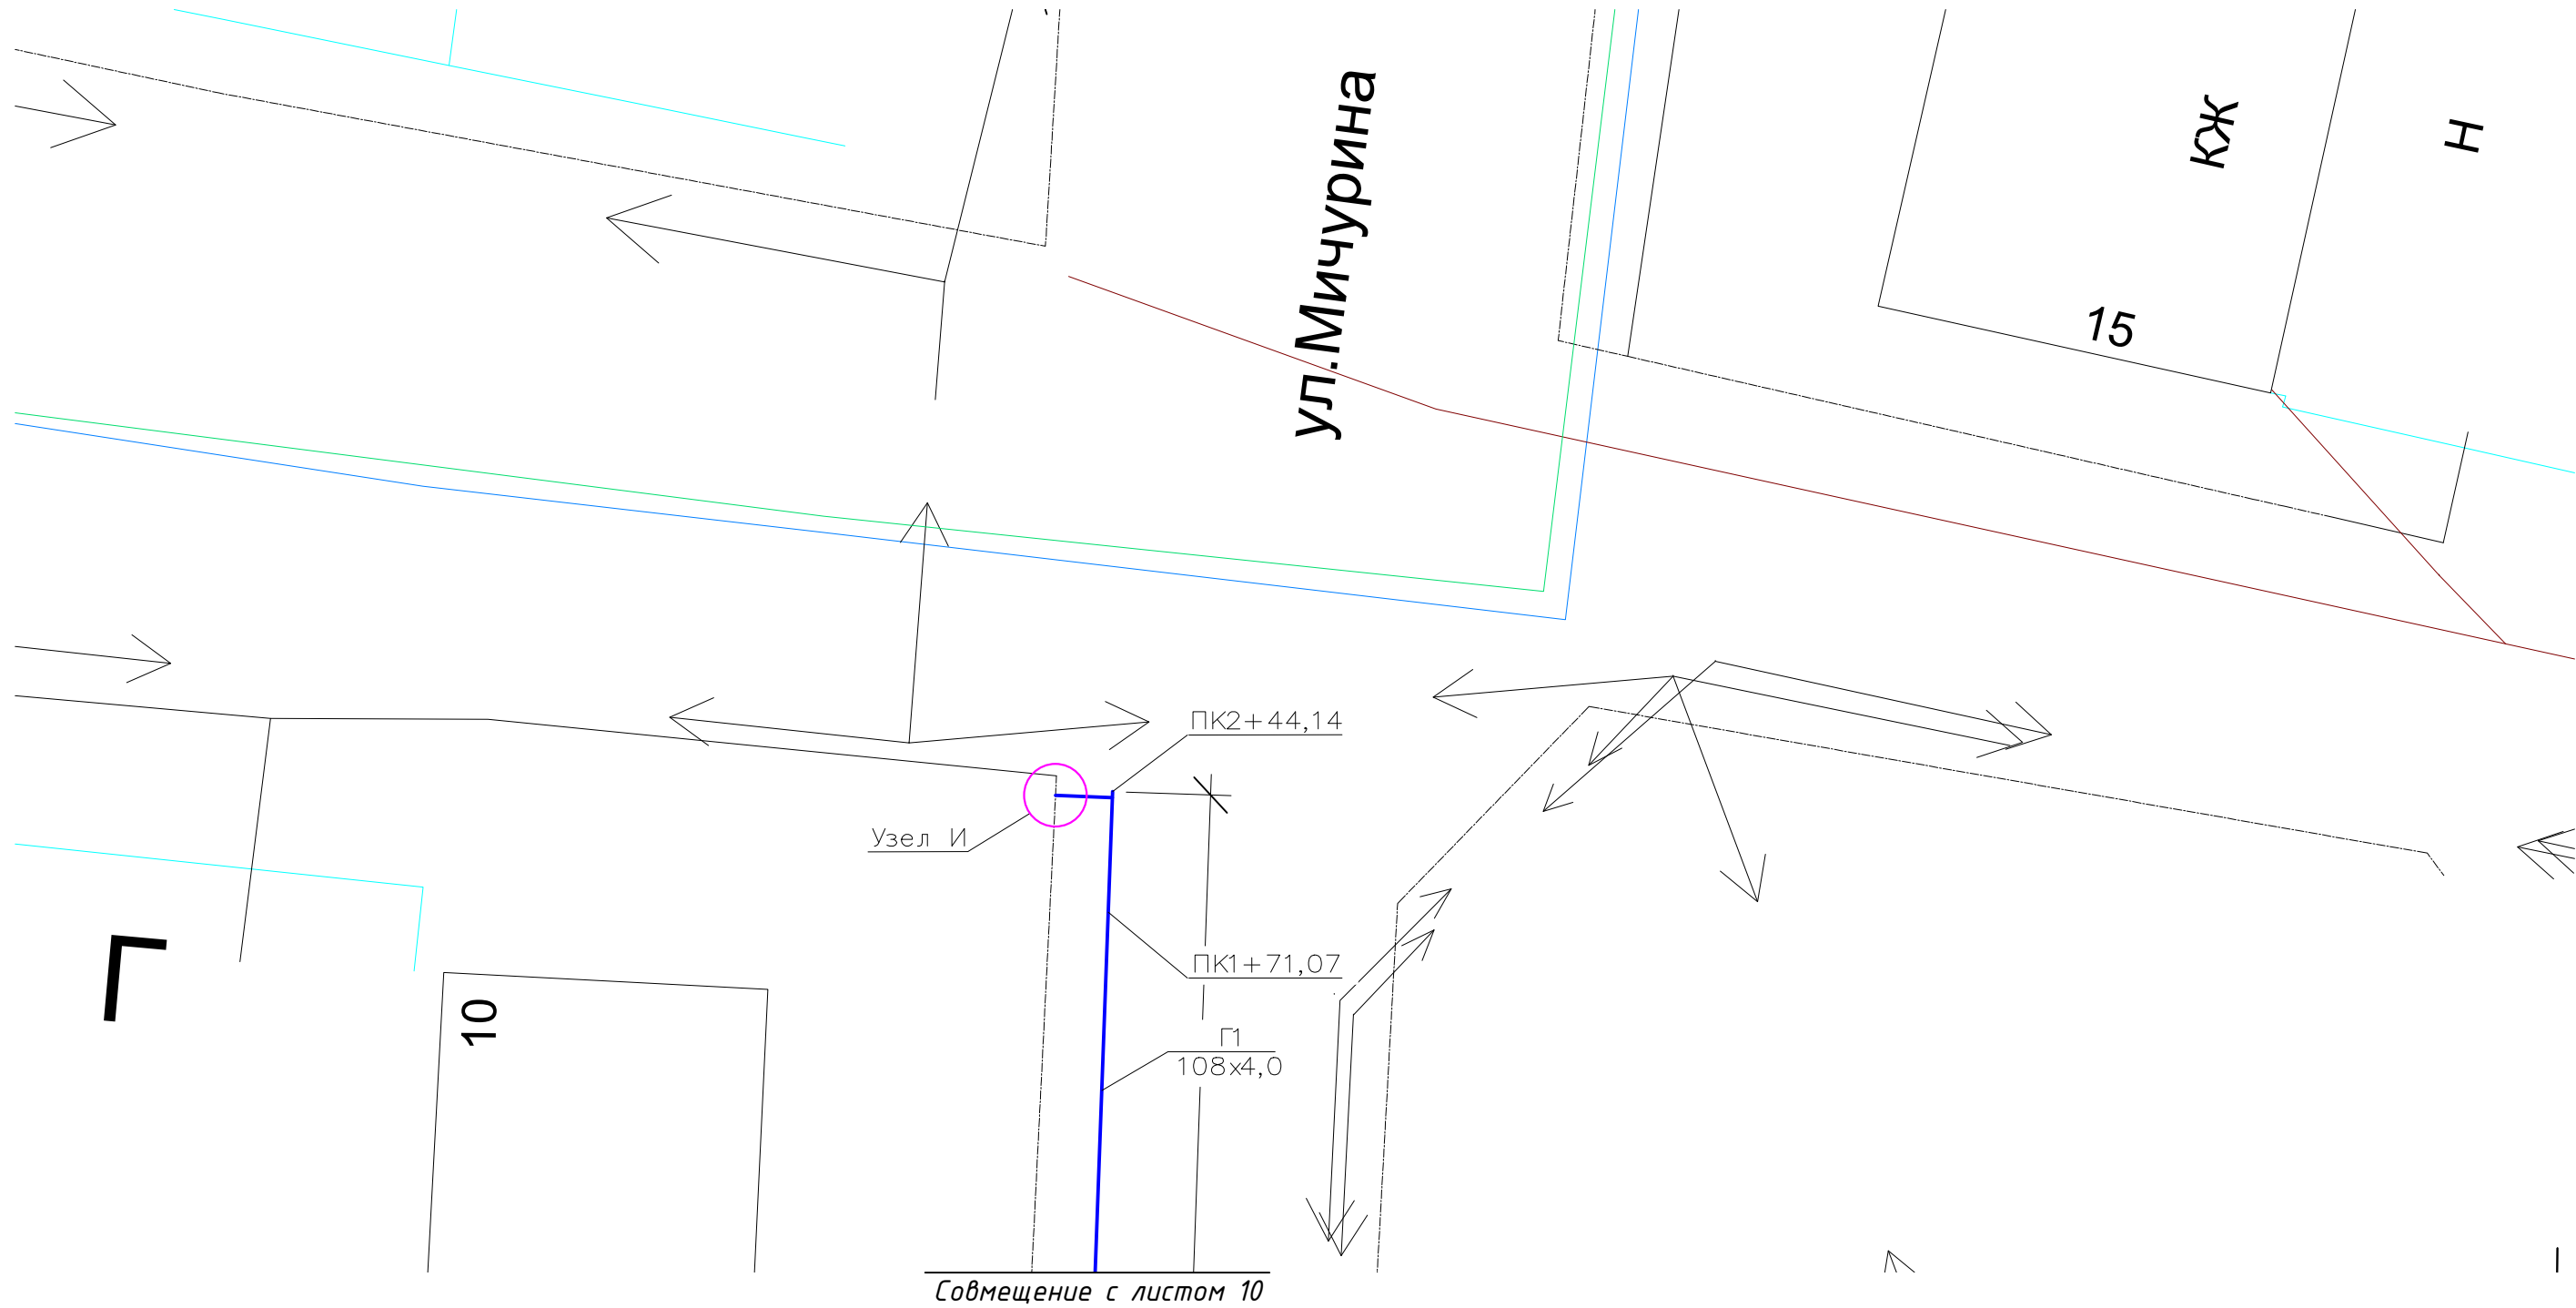 ул.Мичурина
КЖ
Н
15
ПК2+44,14
Узел И
Г
10
ПК1+71,07
Г1
108х4,0
Совмещение с листом 10